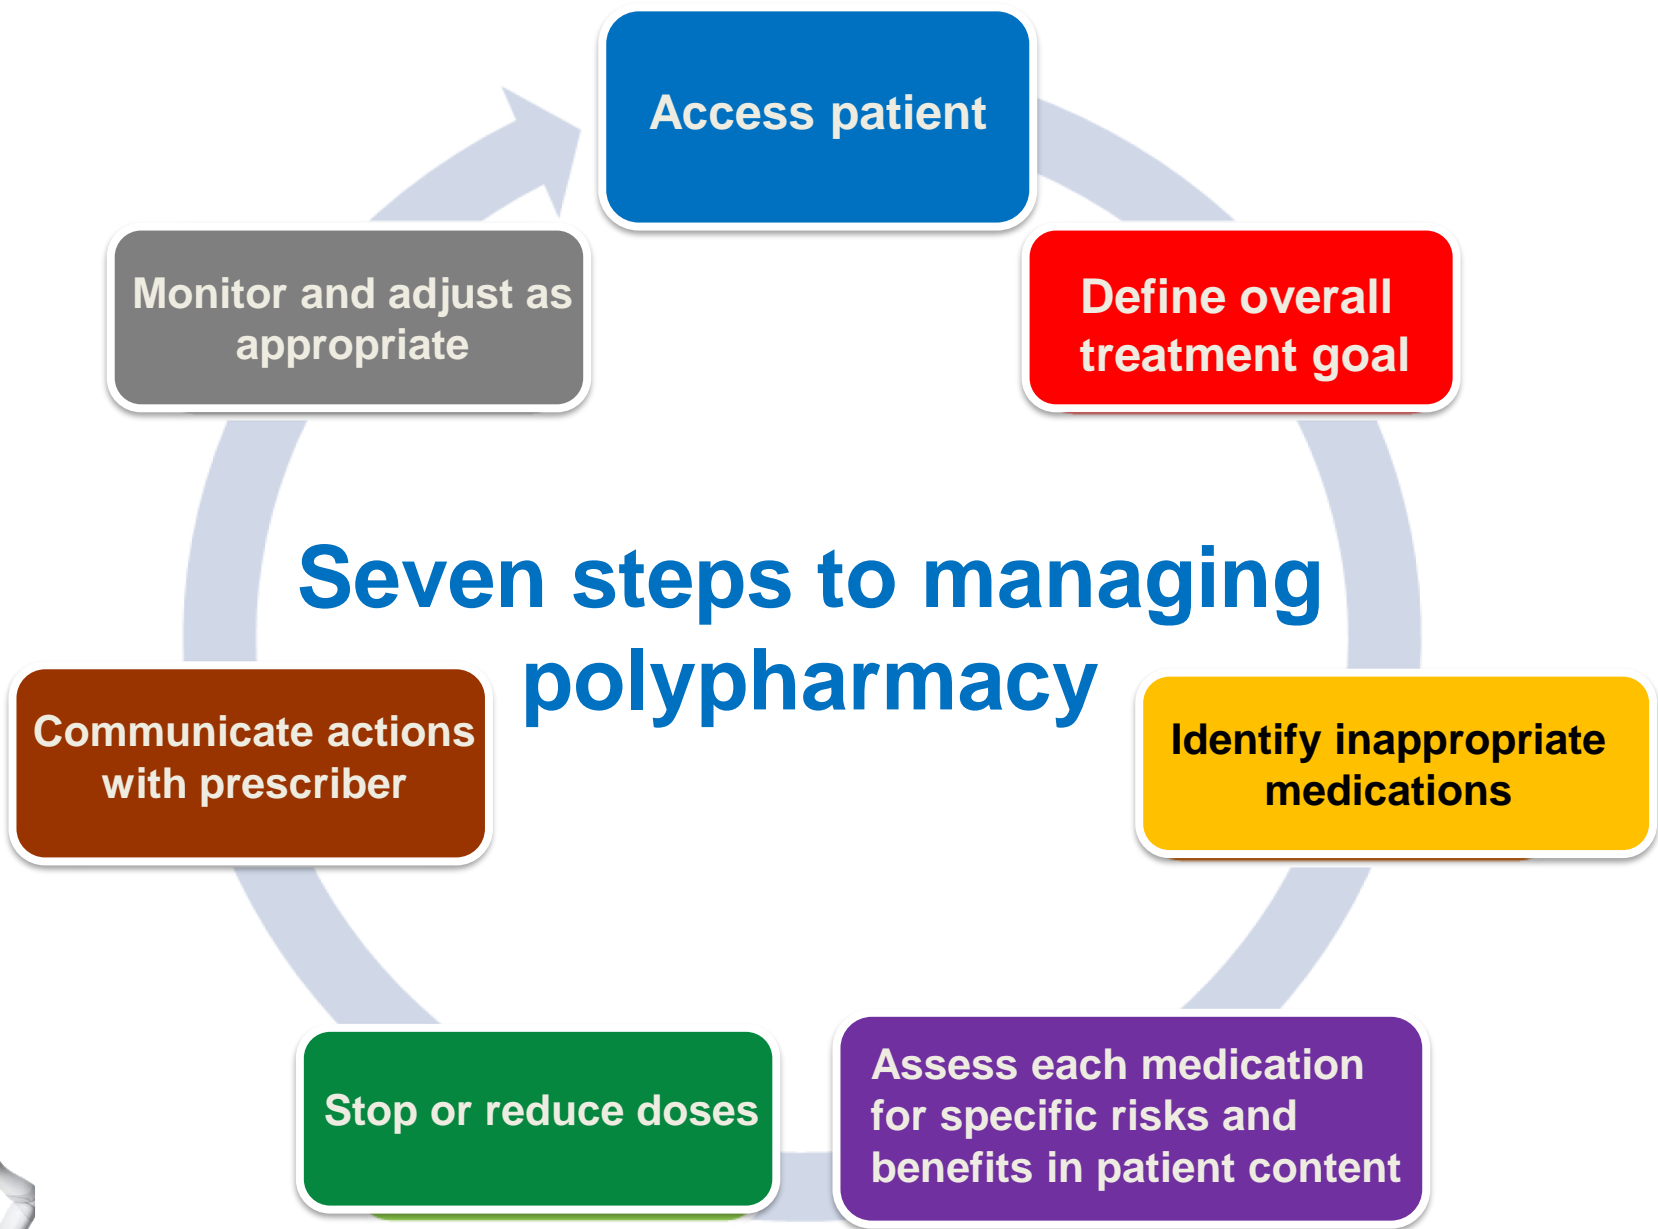 Access patient
Define overall
treatment goal
Identify inappropriate
medications
Assess each medication
for specific risks and
benefits in patient content
Stop or reduce doses
Communicate actions
with prescriber
Monitor and adjust as
appropriate
Seven steps to managing
polypharmacy